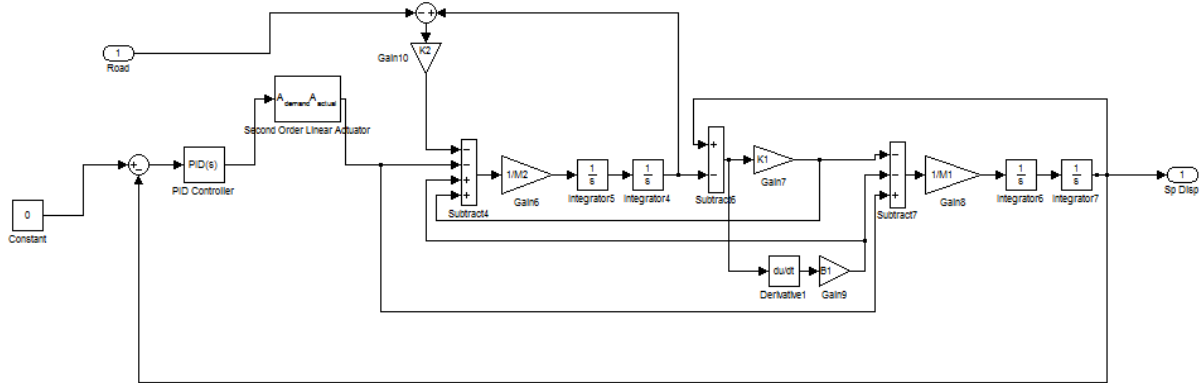 K2
Gain10
1
Road
A demand A actual
Second Order Linear Actuator
PID(s)
PID Controller
0
Constant
Subtract4
1/M2
Gain6
1
s
Integrator5
1
s
Integrator4
Subtract5
K1
Gain7
Subtract7
1/M1
Gain8
1
s
Integrator6
1
s
Integrator7
1
Sp Disp
du/dt
Derivative1
B1
Gain9